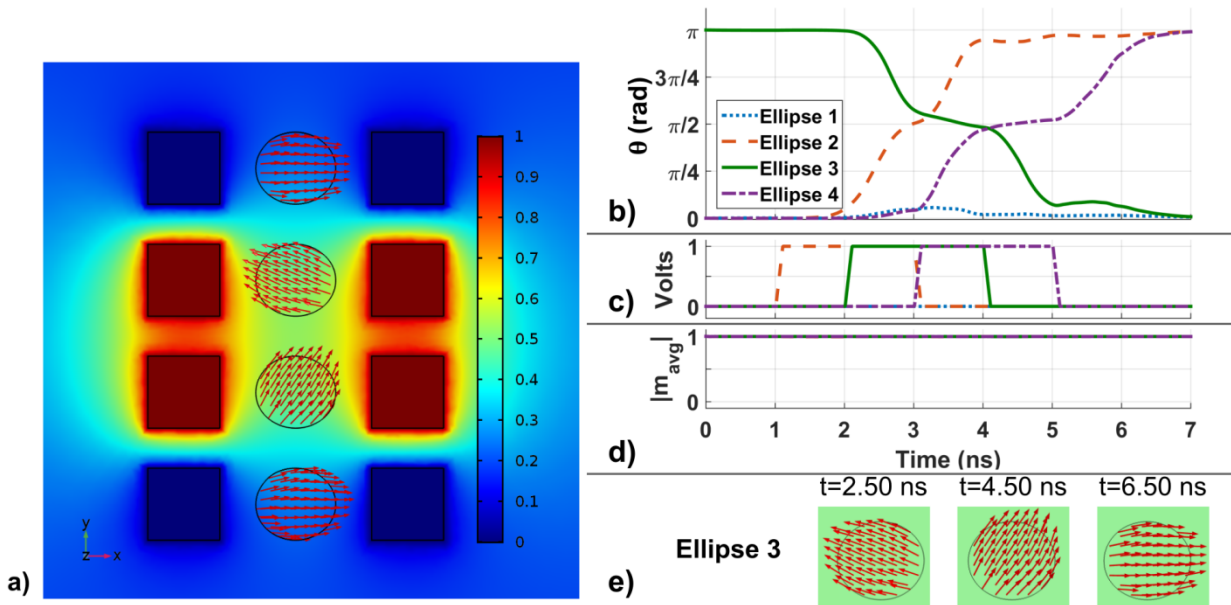 a)
1
0.9
0.8
0.7
0.6
0.5
0.4
0.3
0.2
0.1
0
y
z x
π
3π/4
π/2
π/4
0
θ (rad)
Ellipse 1
Ellipse 2
Ellipse 3
Ellipse 4
b)
1
0
Volts
c)
1
0
|m_avg|
0 1 2 3 4 5 6 7
Time (ns)
d)
t=2.50 ns t=4.50 ns t=6.50 ns
Ellipse 3
e)